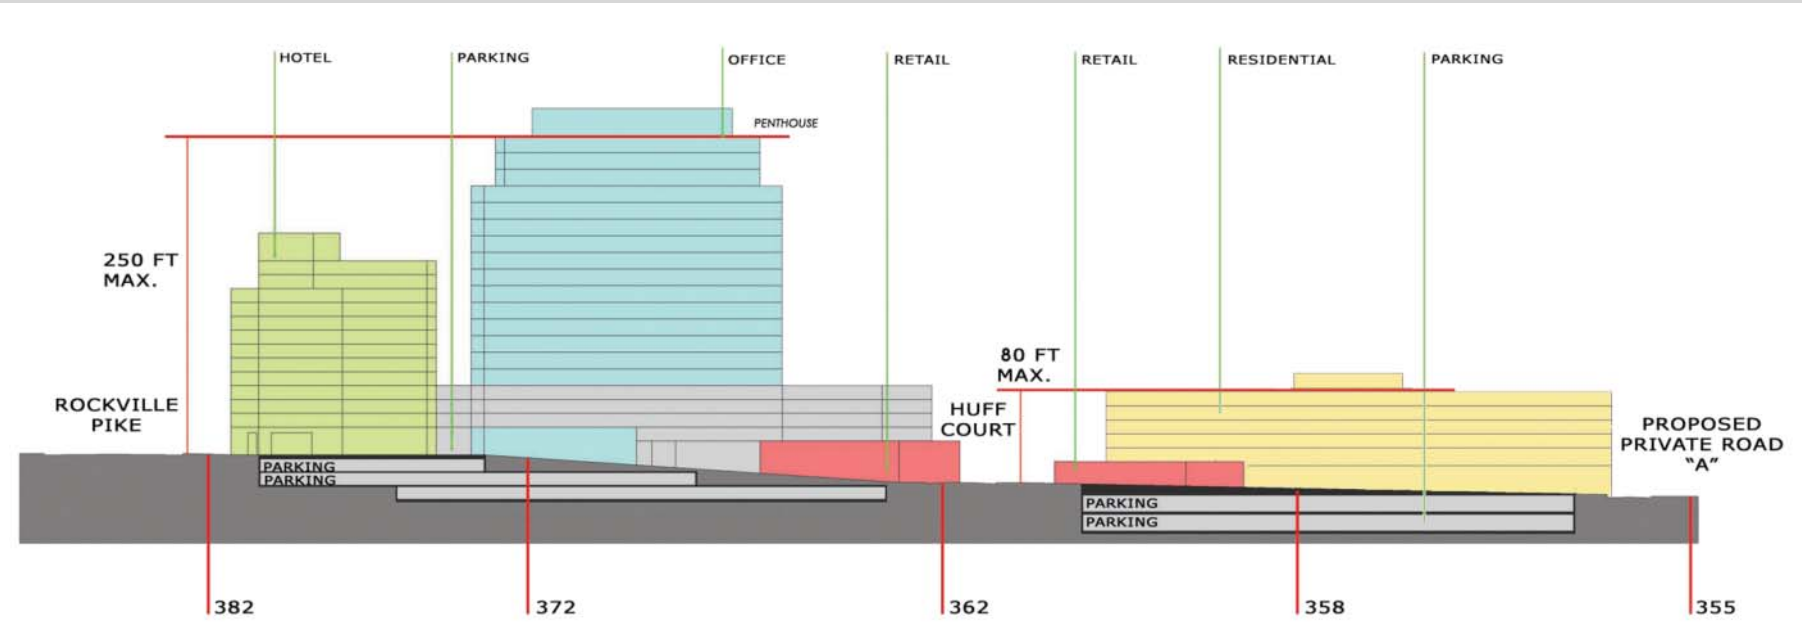 HOTEL
PARKING
OFFICE
RETAIL
RETAIL
RESIDENTIAL
PARKING
PENTHOUSE
250 FT
MAX.
80 FT
MAX.
ROCKVILLE
PIKE
HUFF
COURT
PROPOSED
PRIVATE ROAD
“A”
PARKING
PARKING
PARKING
PARKING
382
372
362
358
355